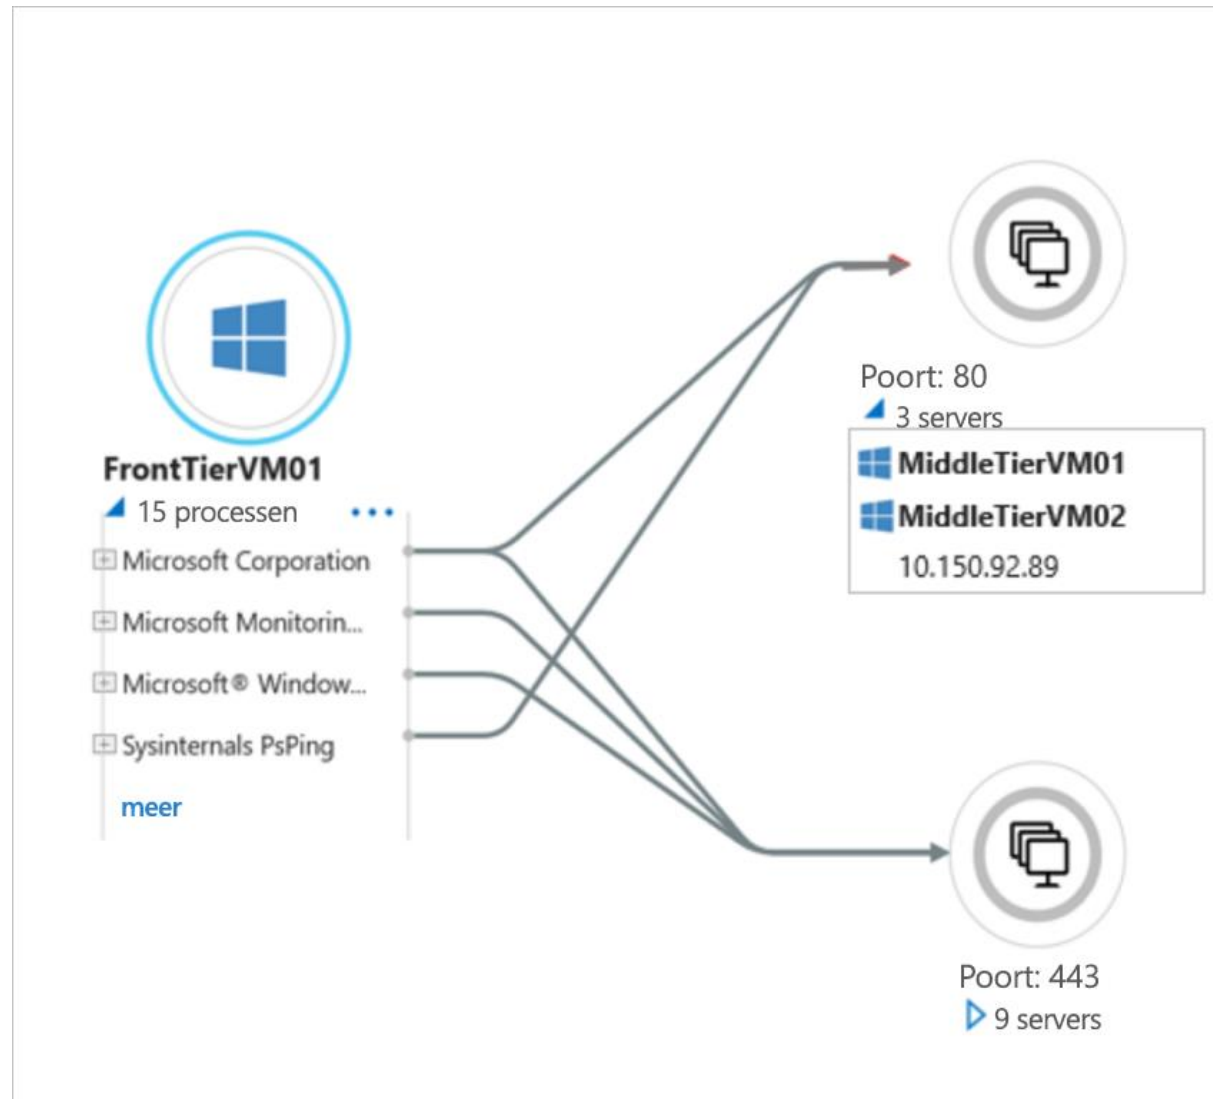 FrontTierVM01
15 processen
Microsoft Corporation
Microsoft Monitorin...
Microsoft® Window...
Sysinternals PsPing
meer
Poort: 80
3 servers
MiddleTierVM01
MiddleTierVM02
10.150.92.89
Poort: 443
9 servers